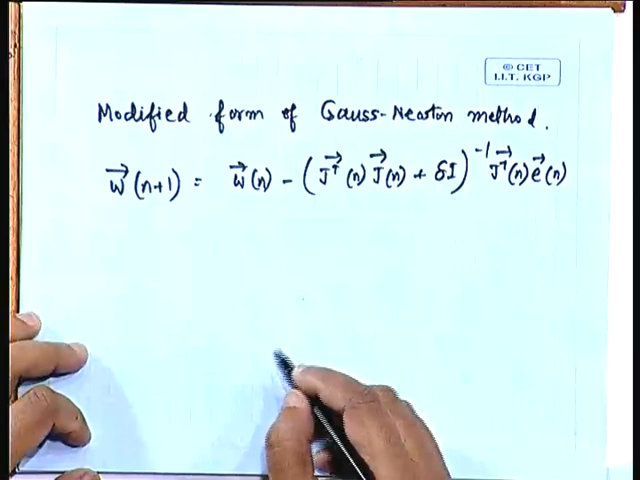 © CET
I.I.T. KGP
Modified form of Gauss-Newton method.
w⃗(n+1) = w⃗(n) - (J⃗ᵀ(n) J⃗(n) + δI)⁻¹ J⃗ᵀ(n) e⃗(n)